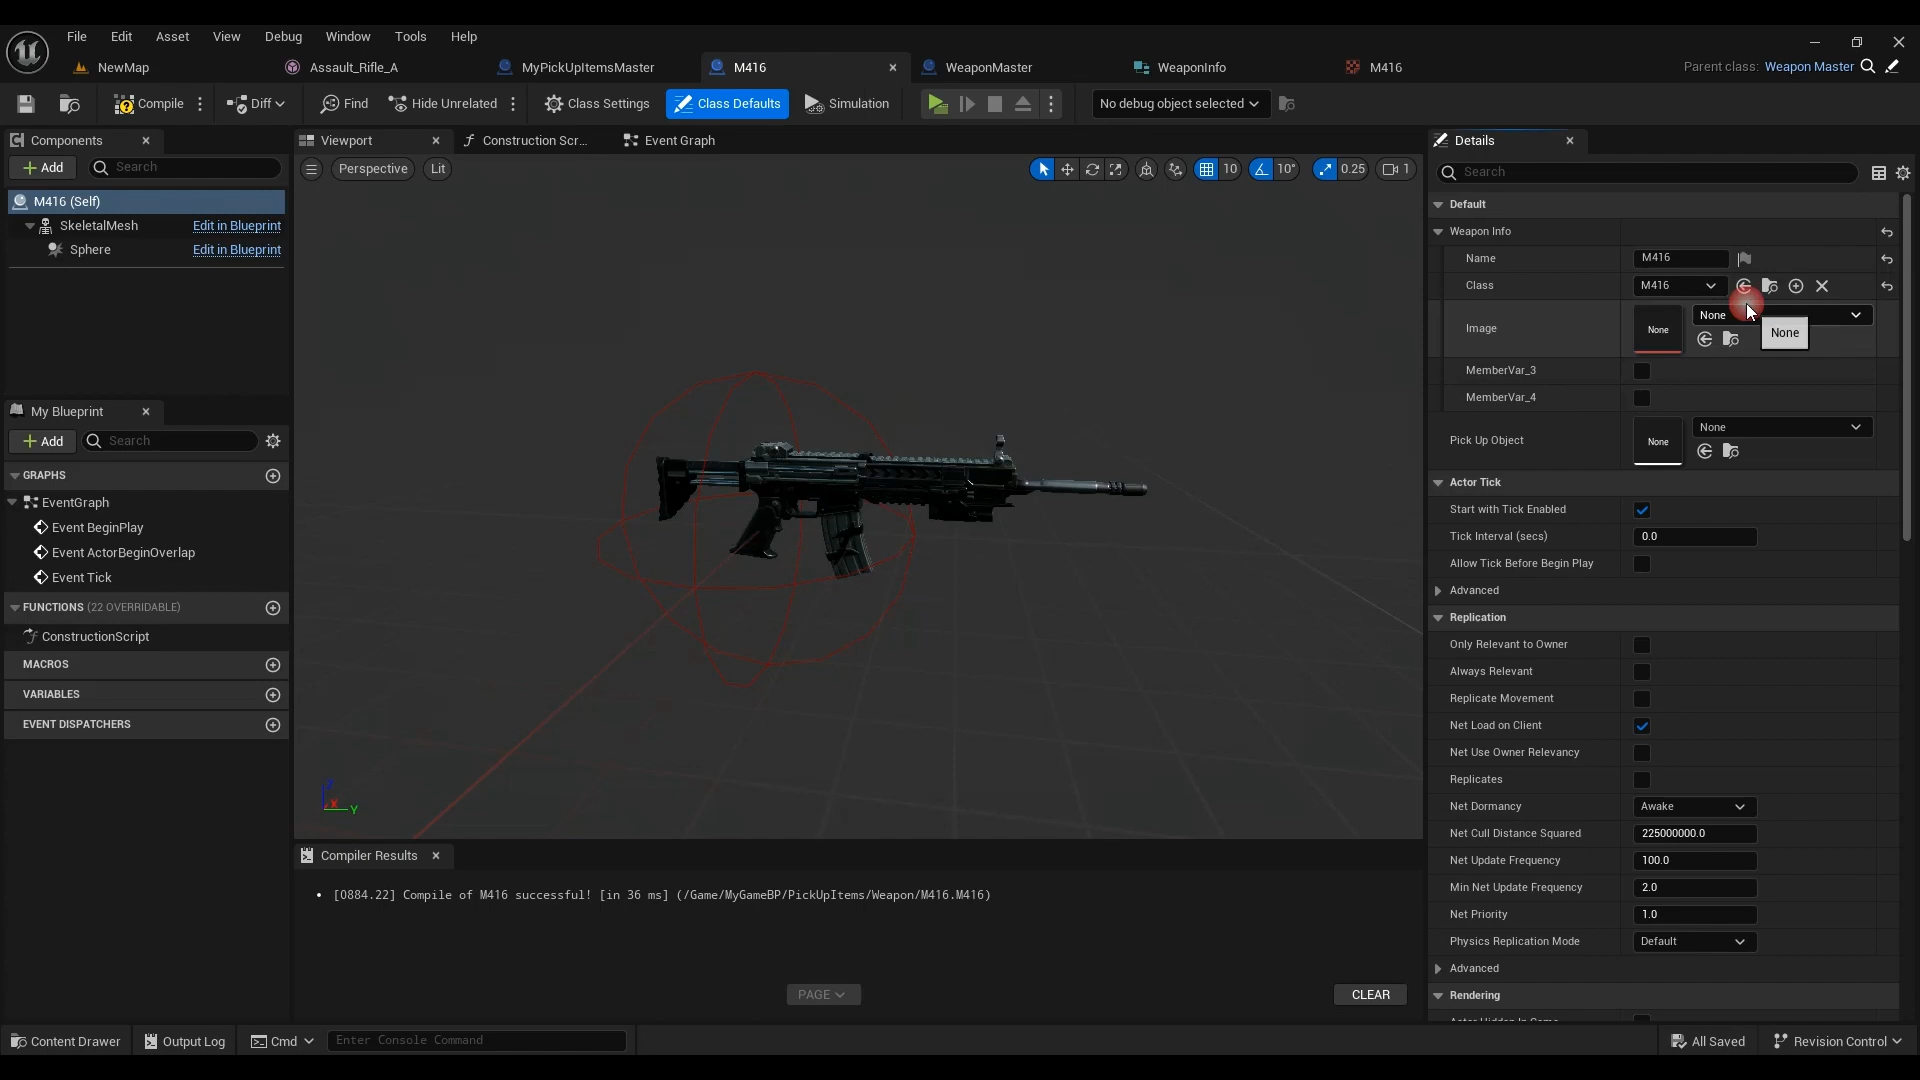 File Edit Asset View Debug Window Tools Help
NewMap Assault_Rifle_A MyPickUpItemsMaster M416 WeaponMaster WeaponInfo M416 Parent class: Weapon Master
Compile Diff Find Hide Unrelated Class Settings Class Defaults Simulation No debug object selected
Components Viewport Construction Scr... Event Graph Details
Add Search Perspective Lit 10 10° 0.25 1 Search
M416 (Self)
SkeletalMesh Edit in Blueprint
Sphere Edit in Blueprint
My Blueprint
Add Search
GRAPHS
EventGraph
Event BeginPlay
Event ActorBeginOverlap
Event Tick
FUNCTIONS (22 OVERRIDABLE)
ConstructionScript
MACROS
VARIABLES
EVENT DISPATCHERS
Z
X
Y
Compiler Results
[0884.22] Compile of M416 successful! [in 36 ms] (/Game/MyGameBP/PickUpItems/Weapon/M416.M416)
PAGE CLEAR
Default
Weapon Info
Name M416
Class M416
Image None None
None
MemberVar_3
MemberVar_4
Pick Up Object None None
Actor Tick
Start with Tick Enabled
Tick Interval (secs) 0.0
Allow Tick Before Begin Play
Advanced
Replication
Only Relevant to Owner
Always Relevant
Replicate Movement
Net Load on Client
Net Use Owner Relevancy
Replicates
Net Dormancy Awake
Net Cull Distance Squared 225000000.0
Net Update Frequency 100.0
Min Net Update Frequency 2.0
Net Priority 1.0
Physics Replication Mode Default
Advanced
Rendering
Actor Hidden In Game
Content Drawer Output Log Cmd Enter Console Command All Saved Revision Control